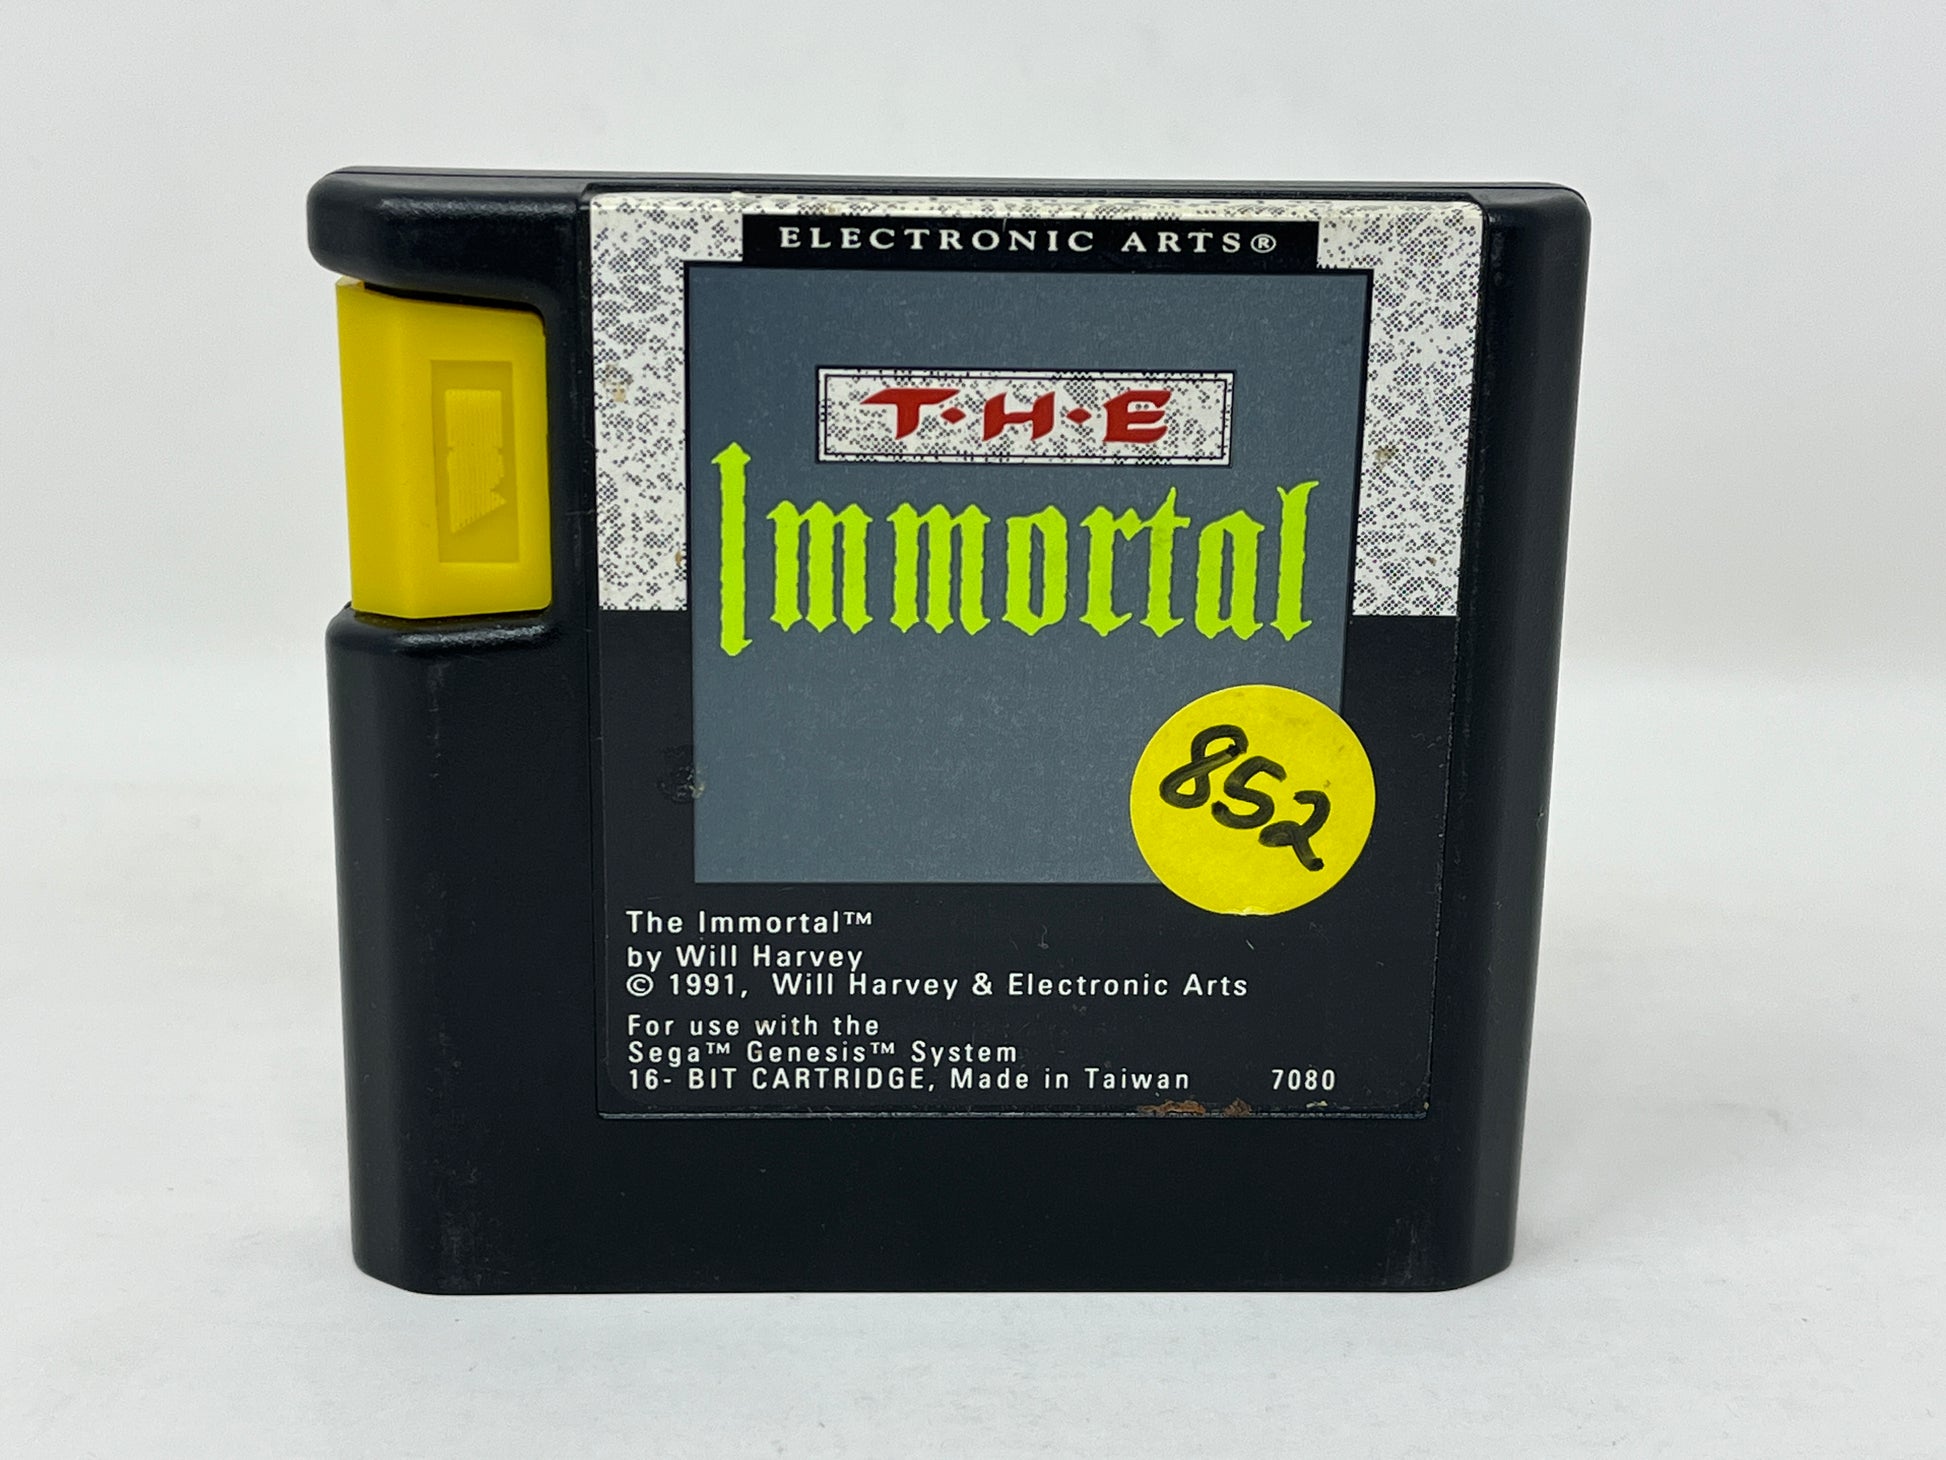 ELECTRONIC ARTS®
T·H·E
Immortal
852
The Immortal™
by Will Harvey
© 1991, Will Harvey & Electronic Arts
For use with the
Sega™ Genesis™ System
16- BIT CARTRIDGE, Made in Taiwan 7080